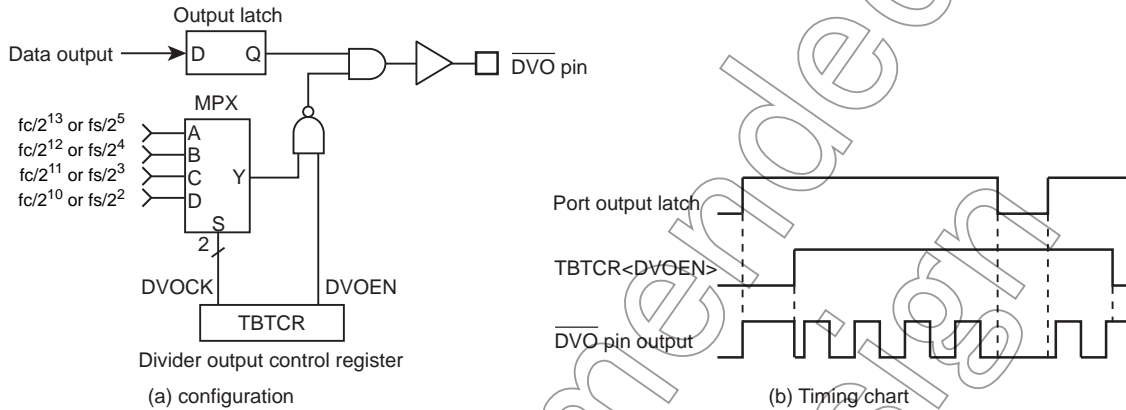 Output latch
Data output
D Q
DVO pin
MPX
fc/2^13 or fs/2^5
fc/2^12 or fs/2^4
fc/2^11 or fs/2^3
fc/2^10 or fs/2^2
A
B
C
D
Y
S
2
DVOCK
DVOEN
TBTCR
Divider output control register
(a) configuration
Port output latch
TBTCR<DVOEN>
DVO pin output
(b) Timing chart